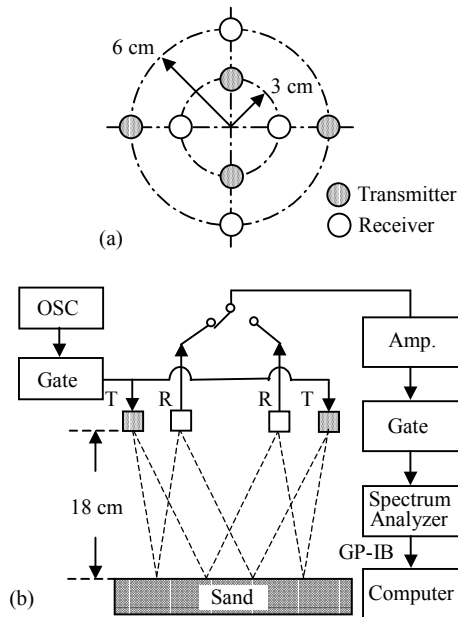 6 cm
3 cm
Transmitter
Receiver
(a)
OSC
Gate
T
R
R
T
Amp.
Gate
Spectrum
Analyzer
GP-IB
Computer
18 cm
Sand
(b)